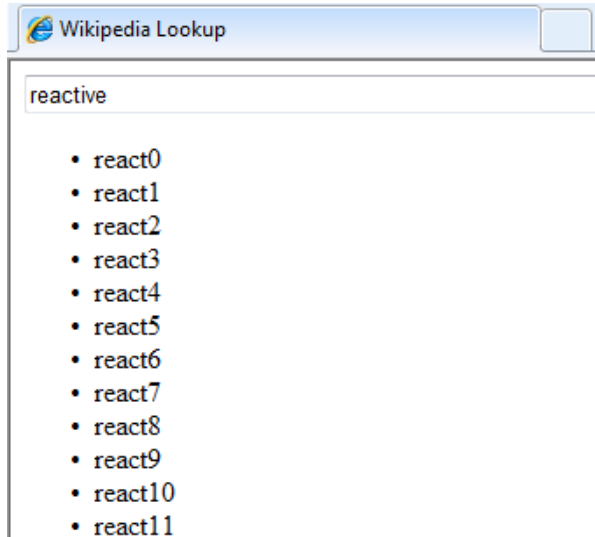 Wikipedia Lookup
reactive
• react0
• react1
• react2
• react3
• react4
• react5
• react6
• react7
• react8
• react9
• react10
• react11